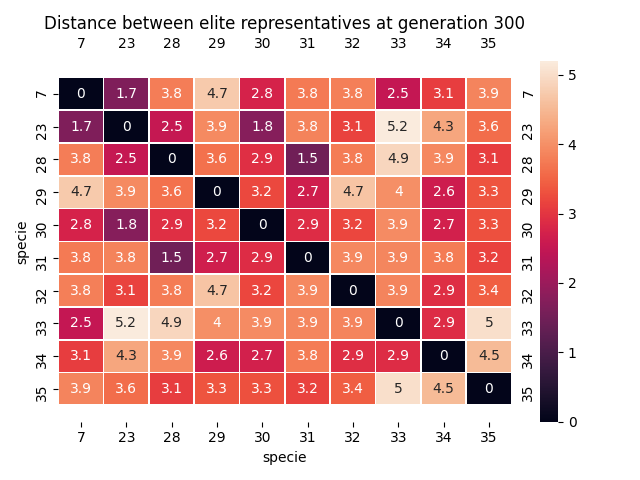 Distance between elite representatives at generation 300
7 23 28 29 30 31 32 33 34 35
7 0 1.7 3.8 4.7 2.8 3.8 3.8 2.5 3.1 3.9 7
23 1.7 0 2.5 3.9 1.8 3.8 3.1 5.2 4.3 3.6 23
28 3.8 2.5 0 3.6 2.9 1.5 3.8 4.9 3.9 3.1 28
29 4.7 3.9 3.6 0 3.2 2.7 4.7 4 2.6 3.3 29
30 2.8 1.8 2.9 3.2 0 2.9 3.2 3.9 2.7 3.3 30
31 3.8 3.8 1.5 2.7 2.9 0 3.9 3.9 3.8 3.2 31
32 3.8 3.1 3.8 4.7 3.2 3.9 0 3.9 2.9 3.4 32
33 2.5 5.2 4.9 4 3.9 3.9 3.9 0 2.9 5 33
34 3.1 4.3 3.9 2.6 2.7 3.8 2.9 2.9 0 4.5 34
35 3.9 3.6 3.1 3.3 3.3 3.2 3.4 5 4.5 0 35
7 23 28 29 30 31 32 33 34 35
specie
specie
5
4
3
2
1
0